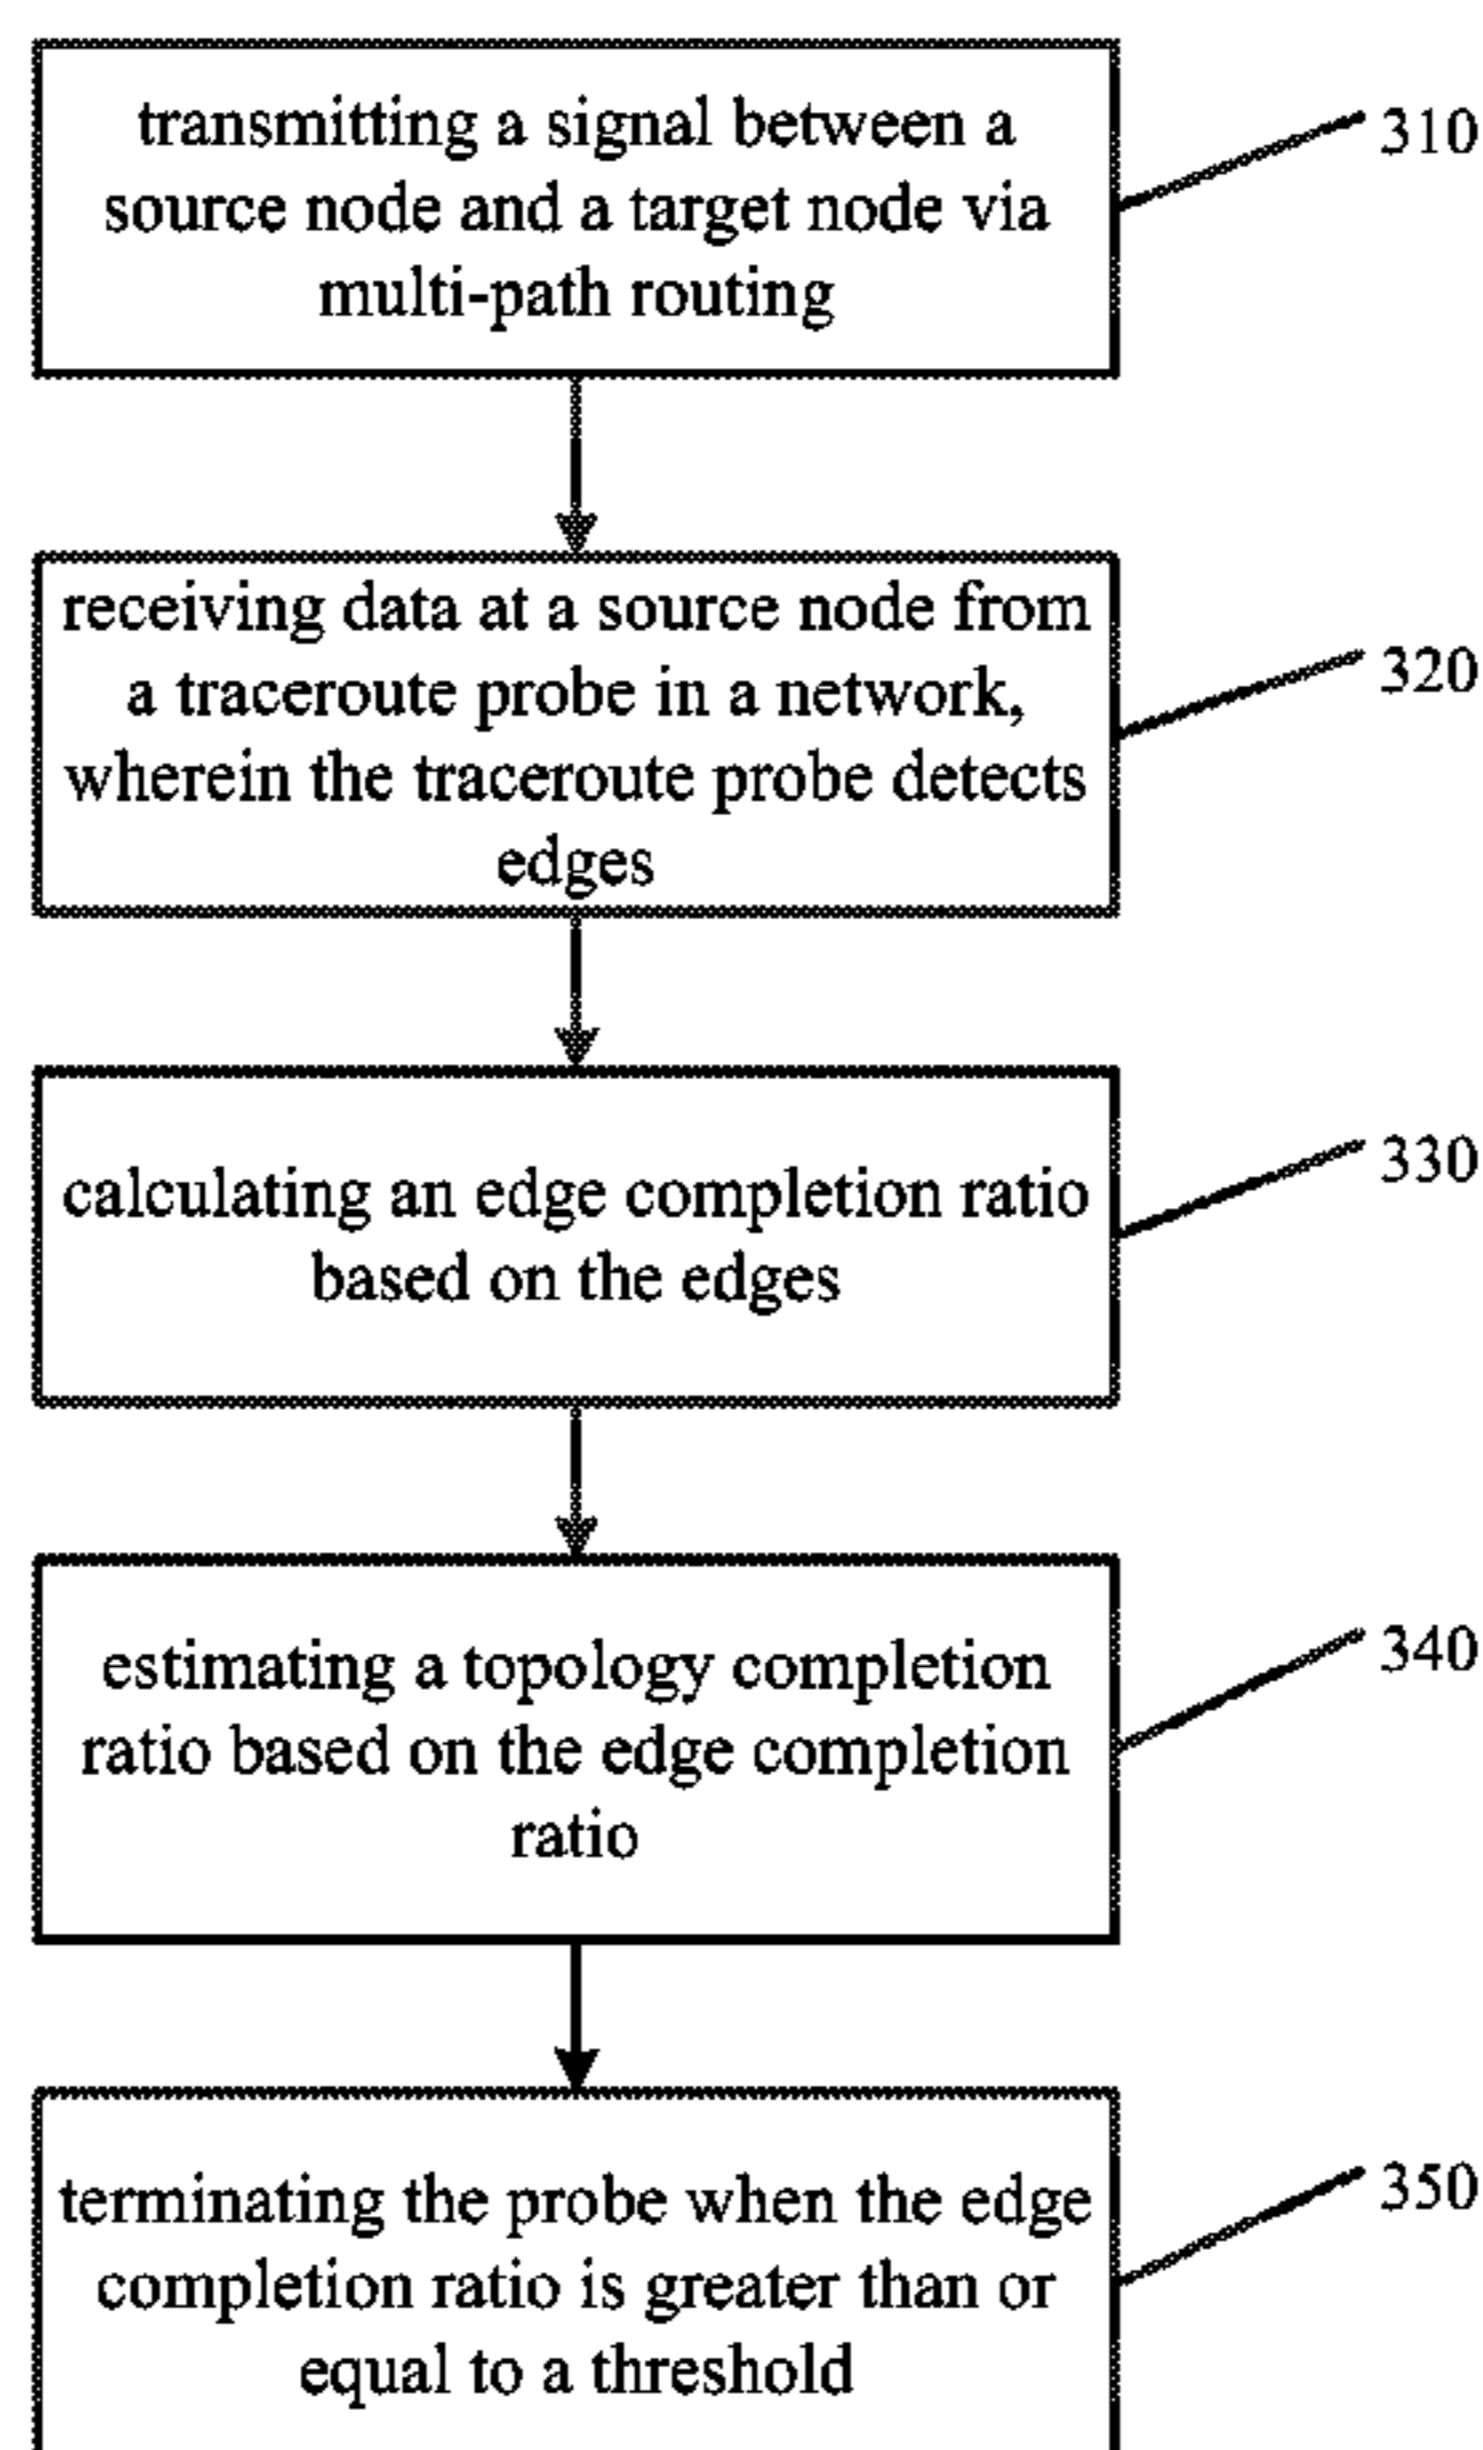 transmitting a signal between a
source node and a target node via
multi-path routing
310
receiving data at a source node from
a traceroute probe in a network,
wherein the traceroute probe detects
edges
320
calculating an edge completion ratio
based on the edges
330
estimating a topology completion
ratio based on the edge completion
ratio
340
terminating the probe when the edge
completion ratio is greater than or
equal to a threshold
350